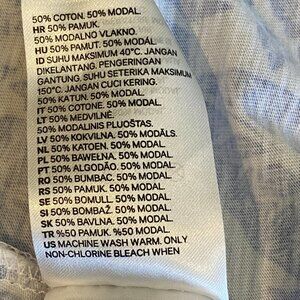 50% COTON. 50% MODAL.
HR 50% PAMUK.
50% MODALNO VLAKNO.
HU 50% PAMUT. 50% MODÁL.
ID SUHU MAKSIMUM 40°C. JANGAN
DIKELANTANG. PENGERINGAN
GANTUNG. SUHU SETERIKA MAKSIMUM
150°C. JANGAN CUCI KERING.
50% KATUN. 50% MODAL.
IT 50% COTONE. 50% MODAL.
LT 50% MEDVILNĖ.
50% MODALINIS PLUOŠTAS.
LV 50% KOKVILNA. 50% MODĀLS.
NL 50% KATOEN. 50% MODAL.
PL 50% BAWEŁNA. 50% MODAL.
PT 50% ALGODÃO. 50% MODAL.
RO 50% BUMBAC. 50% MODAL.
RS 50% PAMUK. 50% MODAL.
SE 50% BOMULL. 50% MODAL.
SI 50% BOMBAŽ. 50% MODAL.
SK 50% BAVLNA. 50% MODAL.
TR %50 PAMUK. %50 MODAL.
US MACHINE WASH WARM. ONLY
NON-CHLORINE BLEACH WHEN